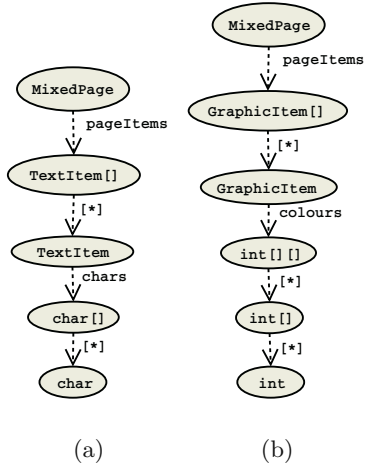 MixedPage
pageItems
TextItem[]
[*]
TextItem
chars
char[]
[*]
char
(a)
MixedPage
pageItems
GraphicItem[]
[*]
GraphicItem
colours
int[][]
[*]
int[]
[*]
int
(b)